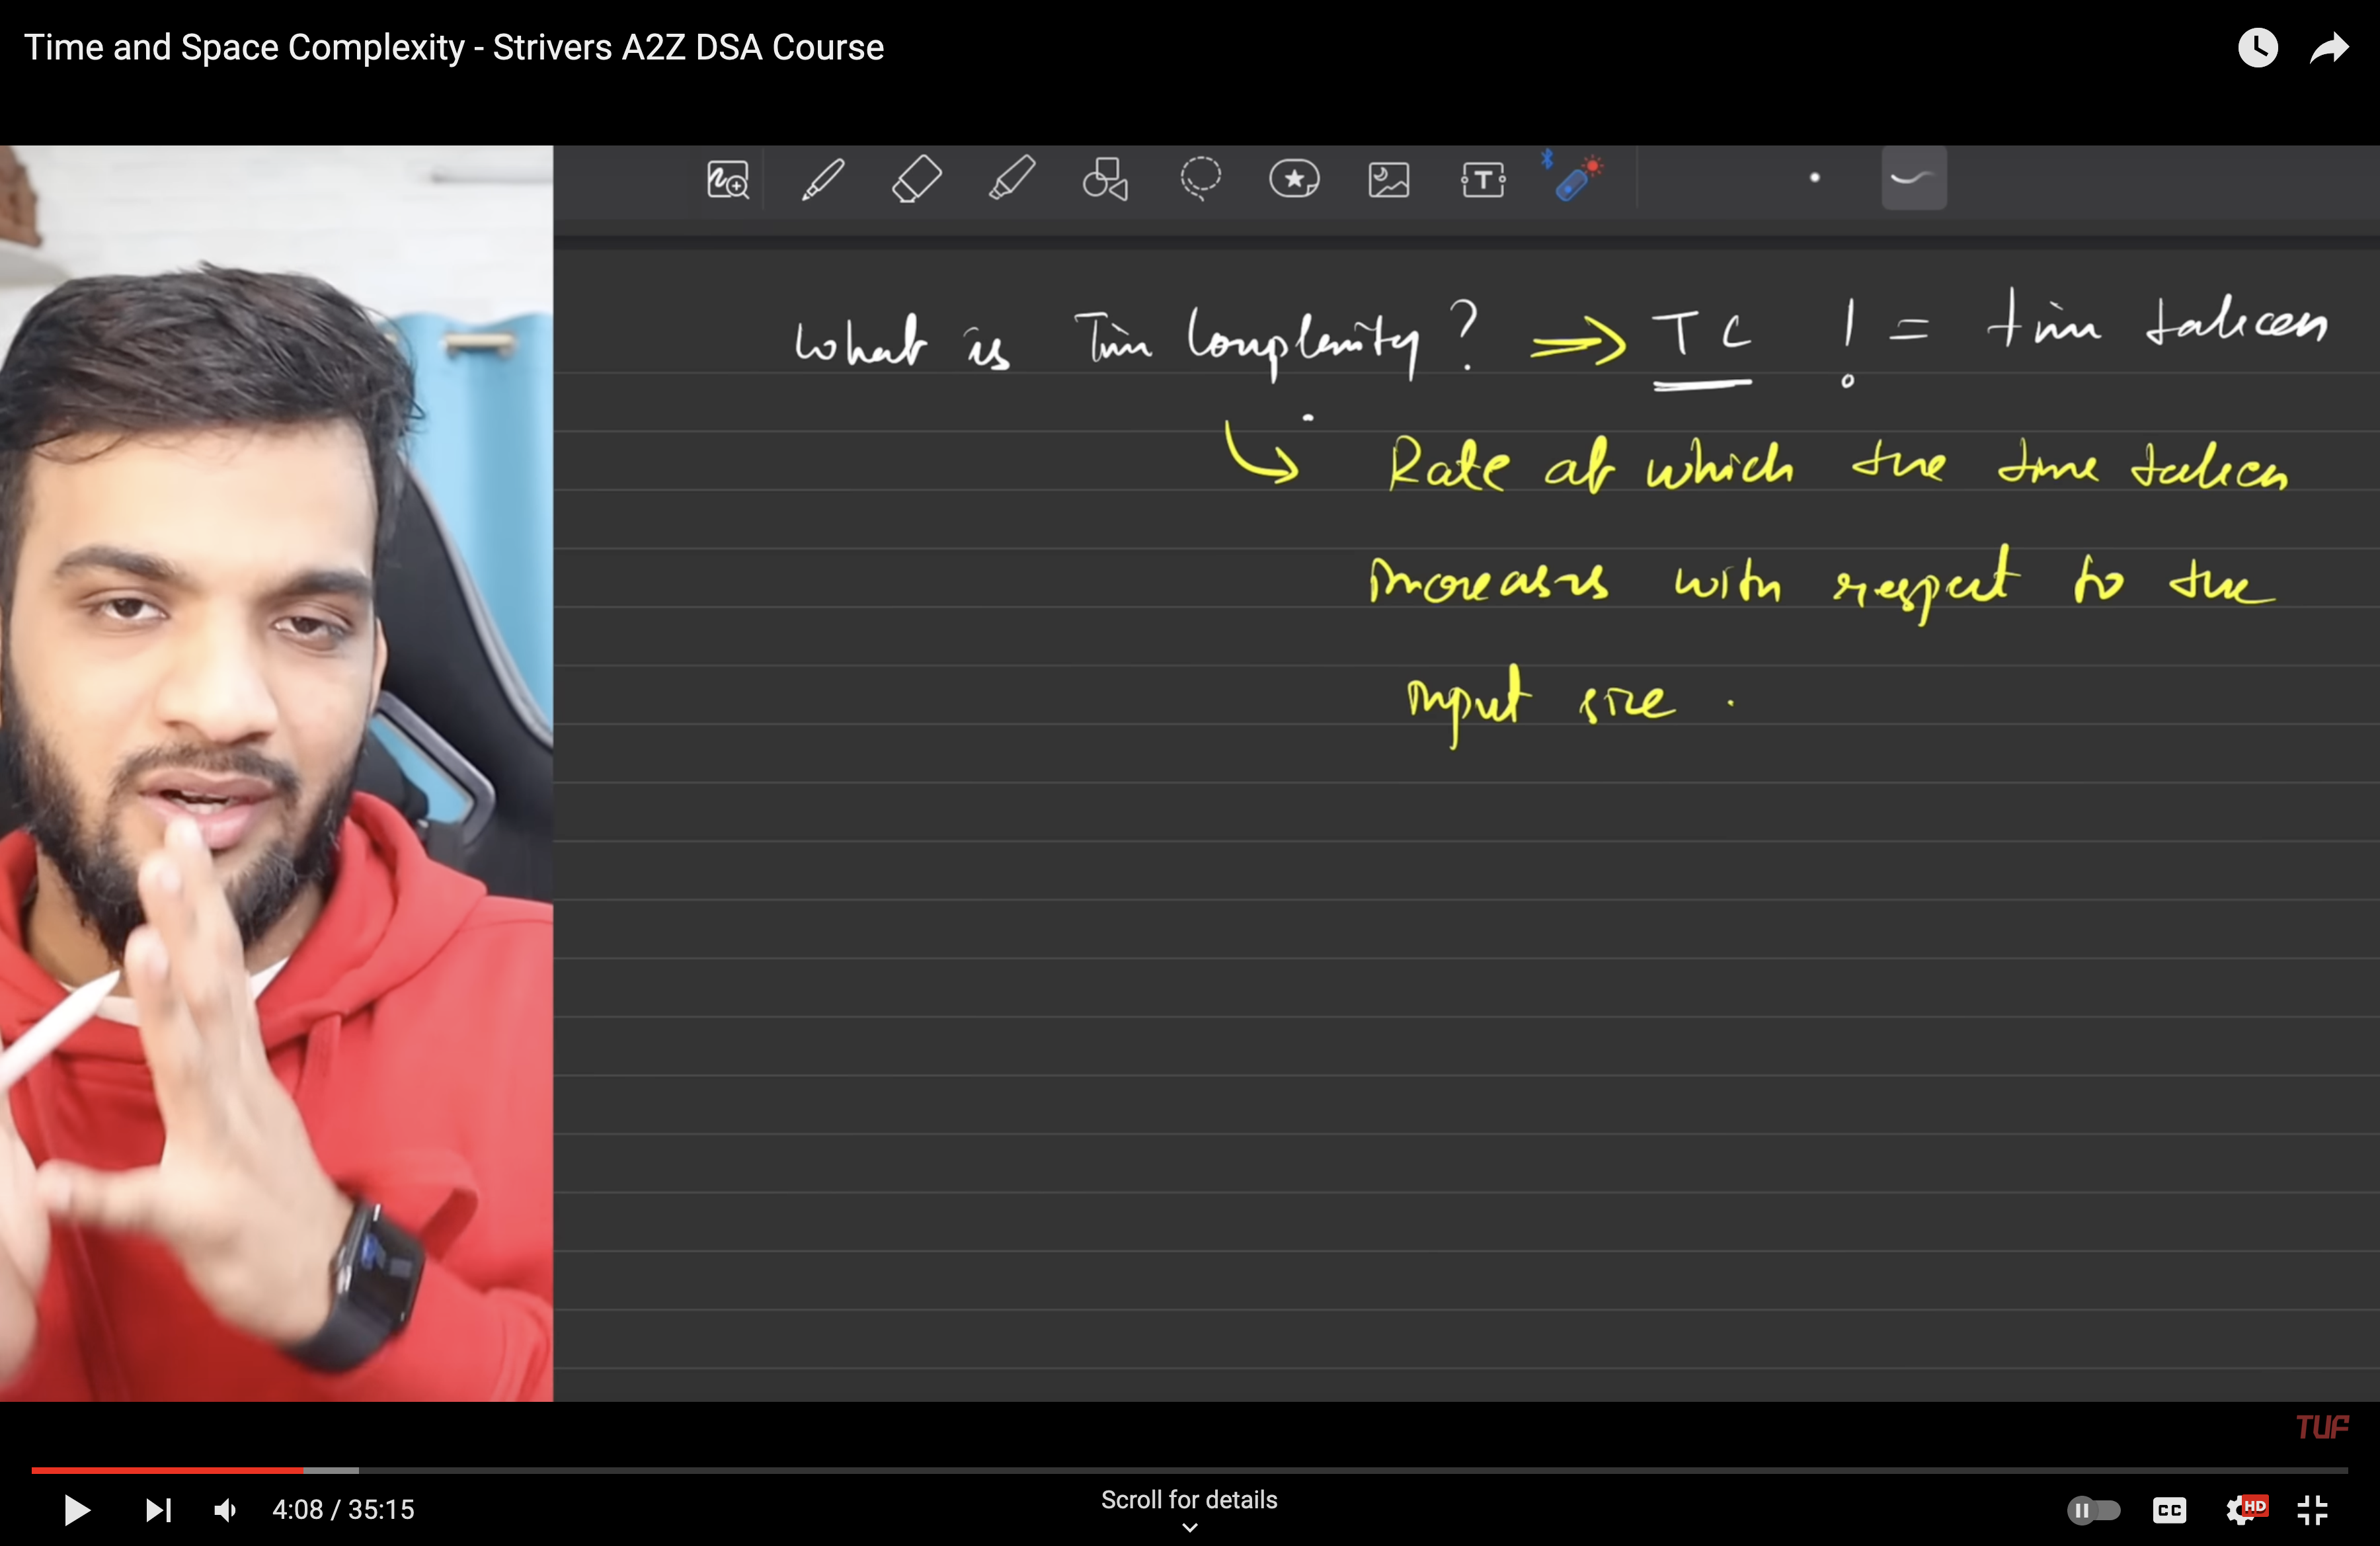 Time and Space Complexity - Strivers A2Z DSA Course
What is Time Complexity? ⇒ TC != time taken
↳ Rate at which the time taken
increases with respect to the
input size.
TUF
4:08 / 35:15
Scroll for details
CC
HD